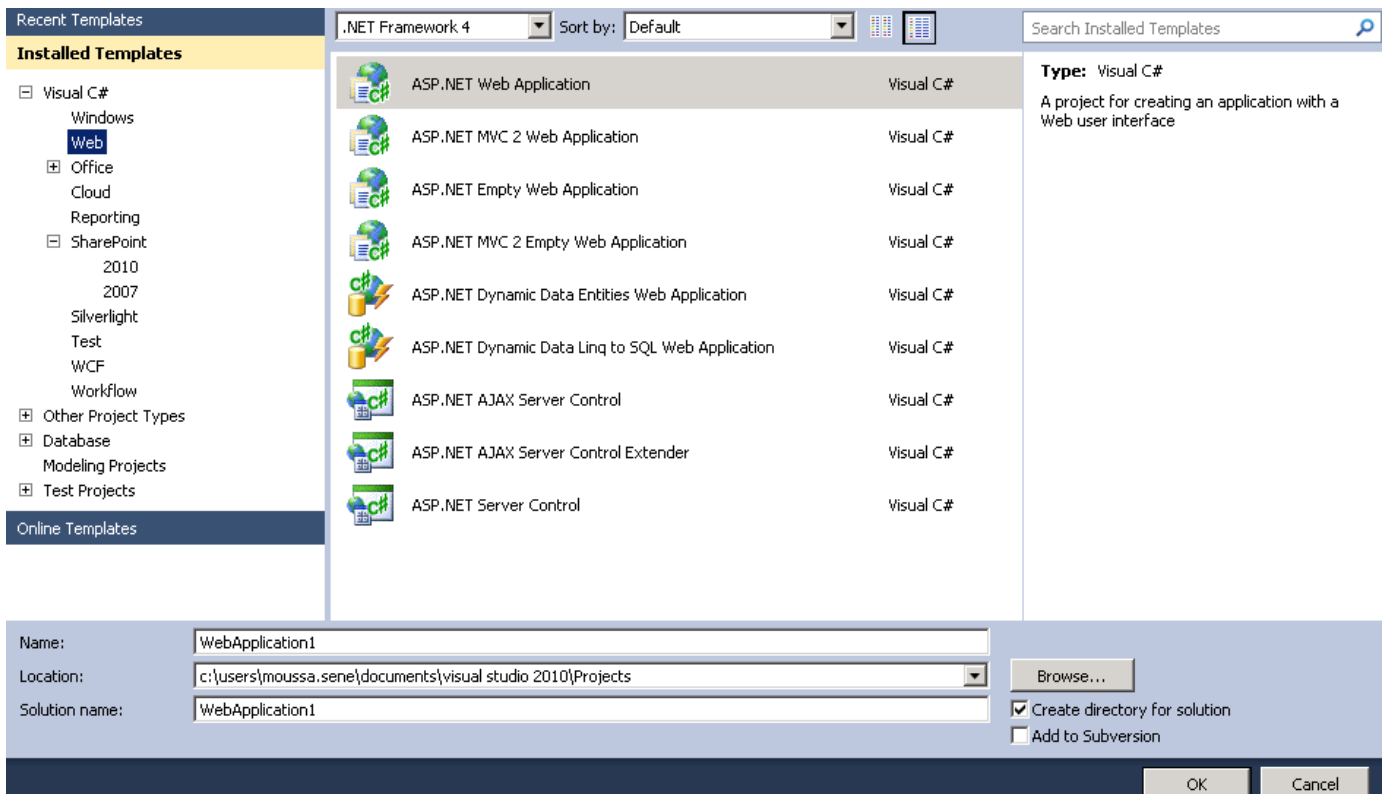 Recent Templates
Installed Templates
Visual C#
Windows
Web
Office
Cloud
Reporting
SharePoint
2010
2007
Silverlight
Test
WCF
Workflow
Other Project Types
Database
Modeling Projects
Test Projects
Online Templates
.NET Framework 4 Sort by: Default
ASP.NET Web Application Visual C#
ASP.NET MVC 2 Web Application Visual C#
ASP.NET Empty Web Application Visual C#
ASP.NET MVC 2 Empty Web Application Visual C#
ASP.NET Dynamic Data Entities Web Application Visual C#
ASP.NET Dynamic Data Linq to SQL Web Application Visual C#
ASP.NET AJAX Server Control Visual C#
ASP.NET AJAX Server Control Extender Visual C#
ASP.NET Server Control Visual C#
Search Installed Templates
Type: Visual C#
A project for creating an application with a
Web user interface
Name: WebApplication1
Location: c:\users\moussa.sene\documents\visual studio 2010\Projects Browse...
Solution name: WebApplication1 Create directory for solution
Add to Subversion
OK Cancel